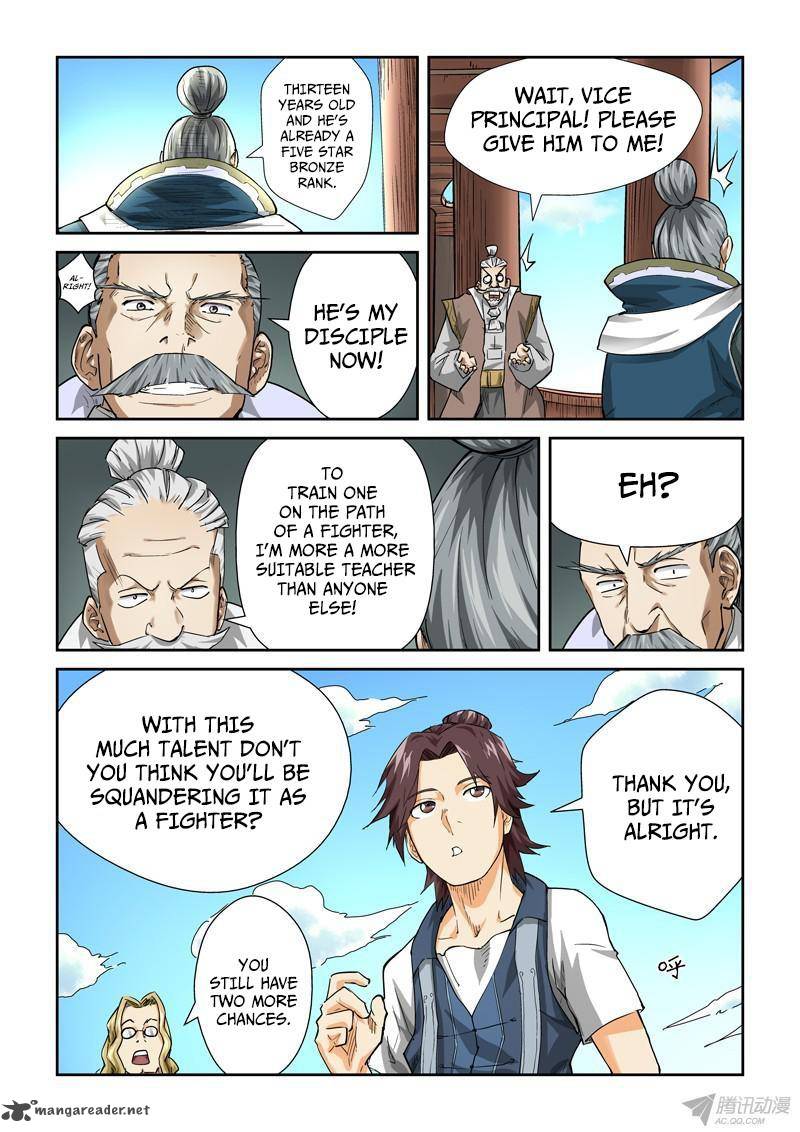 THIRTEEN
YEARS OLD
AND HE'S
ALREADY A
FIVE STAR
BRONZE
RANK.
WAIT, VICE
PRINCIPAL! PLEASE
GIVE HIM TO ME!
AL-
RIGHT!
HE'S MY
DISCIPLE
NOW!
TO
TRAIN ONE
ON THE PATH
OF A FIGHTER,
I'M MORE A MORE
SUITABLE TEACHER
THAN ANYONE
ELSE!
EH?
WITH THIS
MUCH TALENT DON'T
YOU THINK YOU'LL BE
SQUANDERING IT AS
A FIGHTER?
THANK YOU,
BUT IT'S
ALRIGHT.
YOU
STILL HAVE
TWO MORE
CHANCES.
呼
mangareader.net
腾讯动漫
AC.QQ.COM